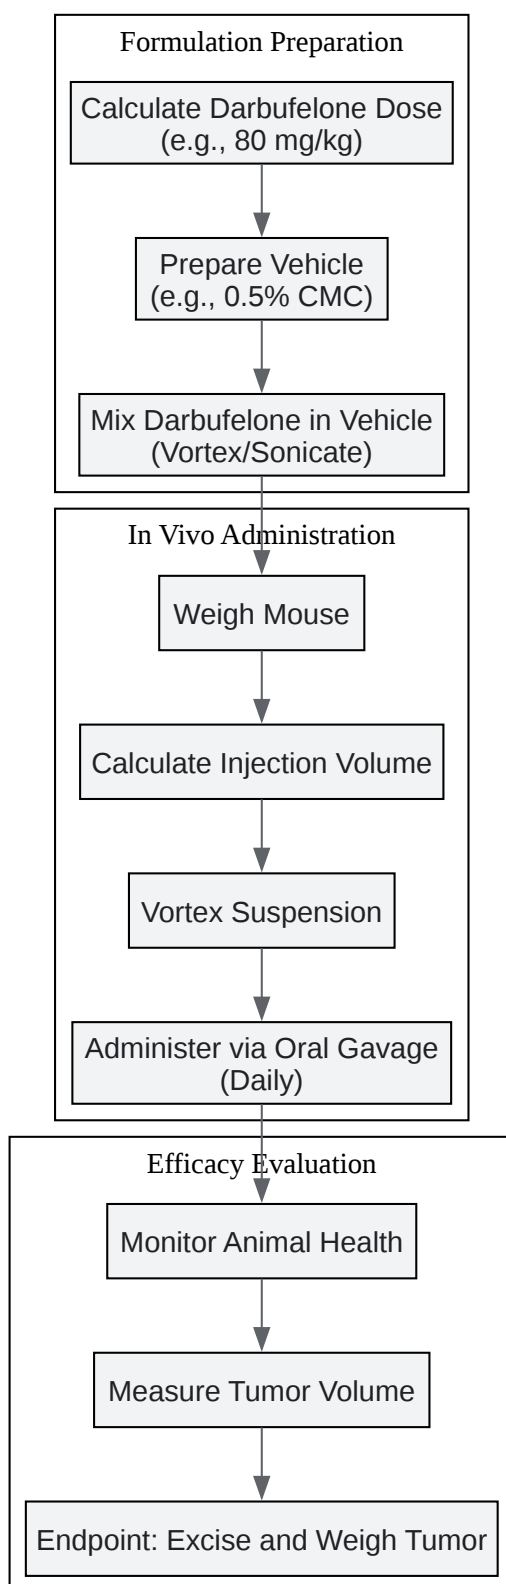 Formulation Preparation
Calculate Darbufelone Dose
(e.g., 80 mg/kg)
Prepare Vehicle
(e.g., 0.5% CMC)
Mix Darbufelone in Vehicle
(Vortex/Sonicate)
In Vivo Administration
Weigh Mouse
Calculate Injection Volume
Vortex Suspension
Administer via Oral Gavage
(Daily)
Efficacy Evaluation
Monitor Animal Health
Measure Tumor Volume
Endpoint: Excise and Weigh Tumor